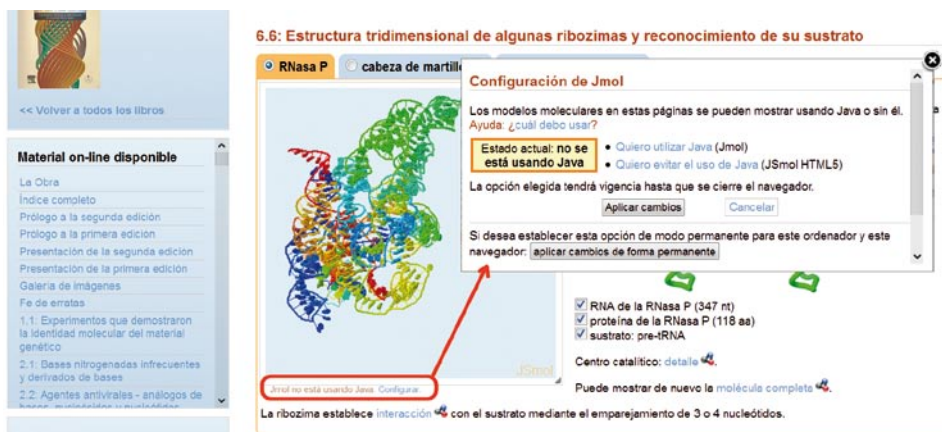 << Volver a todos los libros
Material on-line disponible
La Obra
Índice completo
Prólogo a la segunda edición
Prólogo a la primera edición
Presentación de la segunda edición
Presentación de la primera edición
Galería de imágenes
Fe de erratas
1.1: Experimentos que demostraron
la identidad molecular del material
genético
2.1: Bases nitrogenadas infrecuentes
y derivados de bases
2.2: Agentes antivirales - análogos de
6.6: Estructura tridimensional de algunas ribozimas y reconocimiento de su sustrato
RNasa P
cabeza de martill
Configuración de Jmol
Los modelos moleculares en estas páginas se pueden mostrar usando Java o sin él.
Ayuda: ¿cuál debo usar?
Estado actual: no se
está usando Java
• Quiero utilizar Java (Jmol)
• Quiero evitar el uso de Java (JSmol HTML5)
La opción elegida tendrá vigencia hasta que se cierre el navegador.
Aplicar cambios
Cancelar
Si desea establecer esta opción de modo permanente para este ordenador y este
navegador: aplicar cambios de forma permanente
RNA de la RNasa P (347 nt)
proteína de la RNasa P (118 aa)
sustrato: pre-tRNA
Centro catalítico: detalle
Puede mostrar de nuevo la molécula completa
JSmol
Jmol no está usando Java. Configurar.
La ribozima establece interacción con el sustrato mediante el emparejamiento de 3 o 4 nucleótidos.